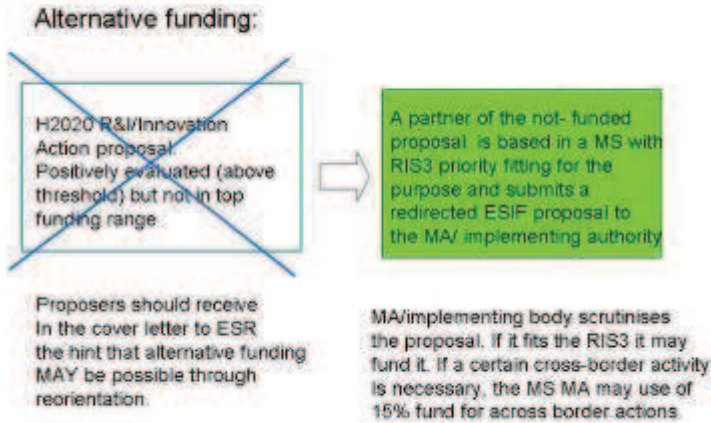 Alternative funding:
H2020 R&I/Innovation
Action proposal:
Positively evaluated (above
threshold) but not in top
funding range
A partner of the not- funded
proposal is based in a MS with
RIS3 priority fitting for the
purpose and submits a
redirected ESIF proposal to
the MA/ implementing authority
Proposers should receive
In the cover letter to ESR
the hint that alternative funding
MAY be possible through
reorientation.
MA/implementing body scrutinises
the proposal. If it fits the RIS3 it may
fund it. If a certain cross-border activity
is necessary, the MS MA may use of
15% fund for across border actions.